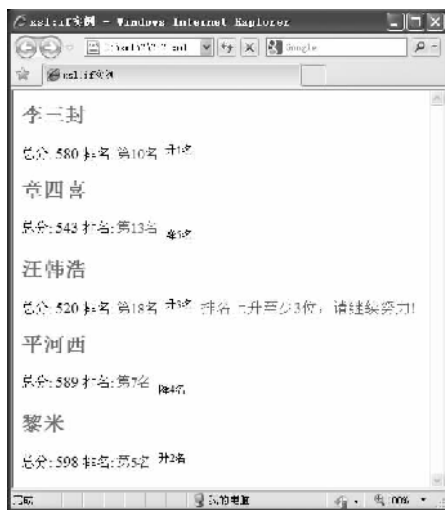 xsl:if实例 - Windows Internet Explorer
Google
xsl:if实例
李三封
总分: 580 排名: 第10名 升1名
章四喜
总分: 543 排名: 第13名
汪韩浩
总分: 520 排名: 第18名 升3名 排名上升至少3位，请继续努力!
平河西
总分: 589 排名: 第7名 降4名
黎米
总分: 598 排名: 第5名 升2名
完成 我的电脑 100%